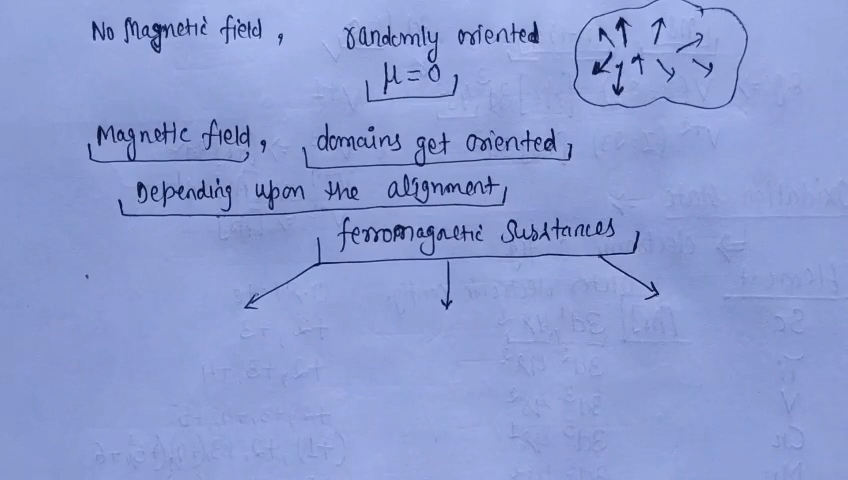 No Magnetic field, randomly oriented
μ = 0
Magnetic field, domains get oriented
Depending upon the alignment
ferromagnetic substances